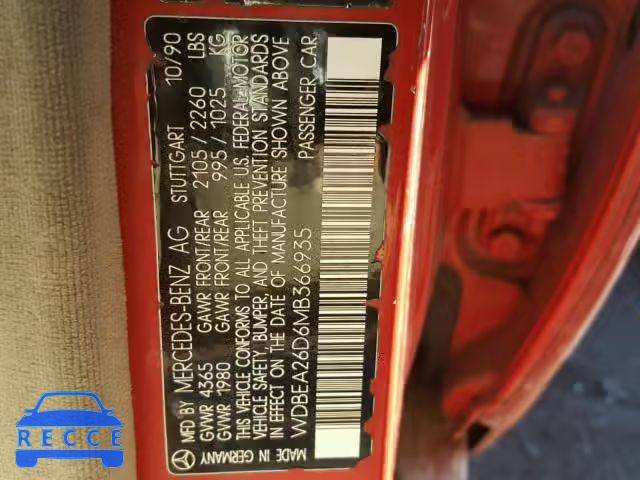 MFD BY MERCEDES-BENZ AG STUTTGART 10/90
GVWR 4365 GAWR FRONT/REAR 2105 / 2260 LBS
GVWR 1980 GAWR FRONT/REAR 995 / 1025 KG
THIS VEHICLE CONFORMS TO ALL APPLICABLE U.S. FEDERAL MOTOR
VEHICLE SAFETY, BUMPER, AND THEFT PREVENTION STANDARDS
IN EFFECT ON THE DATE OF MANUFACTURE SHOWN ABOVE
WDBEA26D6MB366935 PASSENGER CAR
MADE IN GERMANY
RECCE